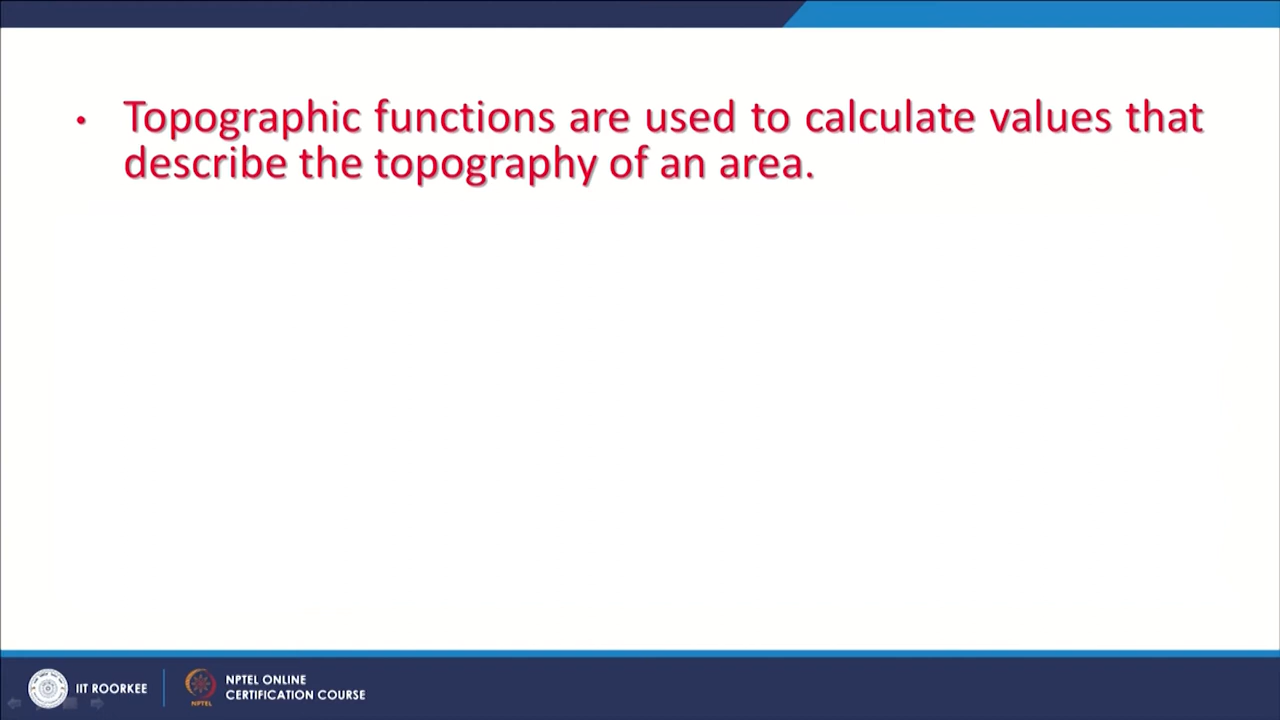 • Topographic functions are used to calculate values that
describe the topography of an area.
IIT ROORKEE
NPTEL
NPTEL ONLINE
CERTIFICATION COURSE